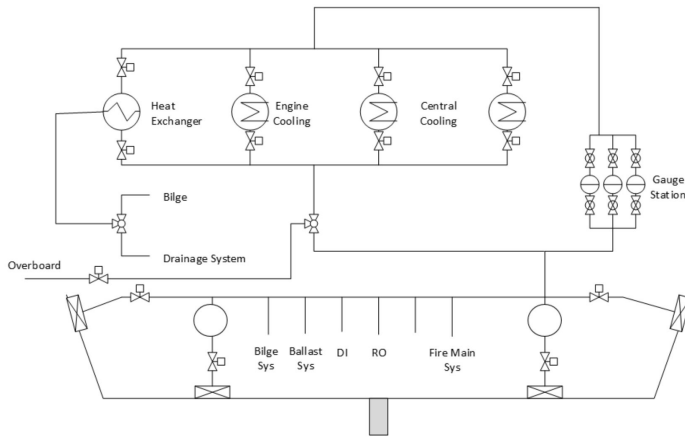 Heat
Exchanger
Engine
Cooling
Central
Cooling
Gauge
Station
Bilge
Drainage System
Overboard
Bilge
Sys
Ballast
Sys
DI
RO
Fire Main
Sys